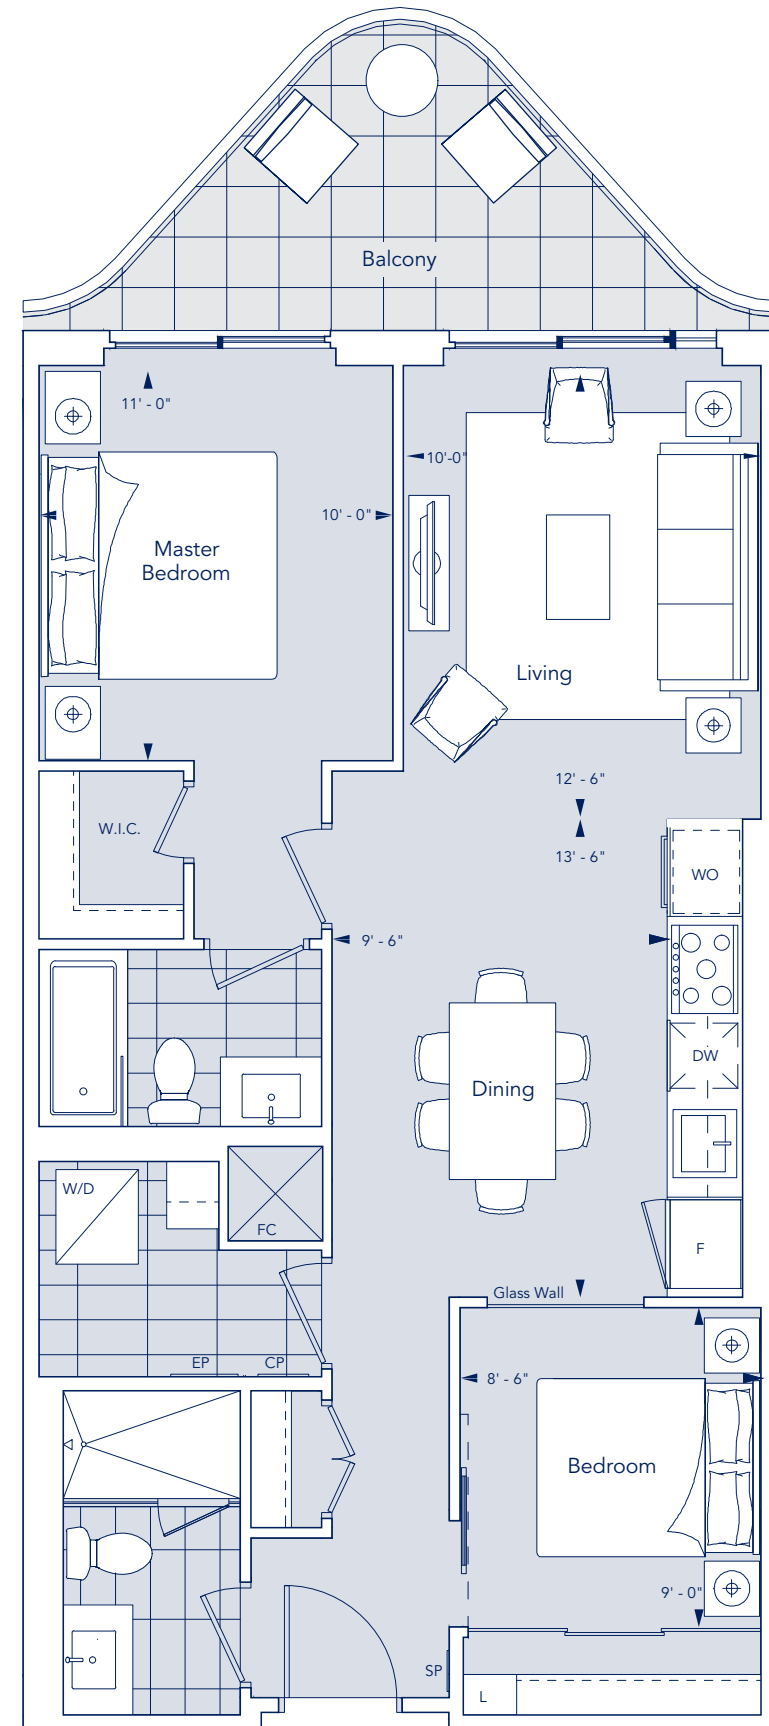 Balcony
11' - 0"
10'-0"
10' - 0"
Master
Bedroom
Living
12' - 6"
W.I.C.
13' - 6"
WO
9' - 6"
DW
Dining
W/D
FC
F
Glass Wall
EP
CP
8' - 6"
Bedroom
9' - 0"
SP
L